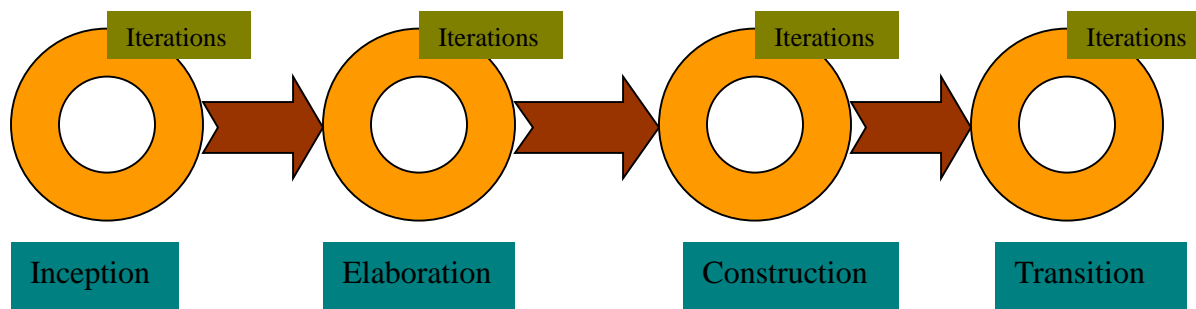 Iterations
Iterations
Iterations
Iterations
Inception
Elaboration
Construction
Transition